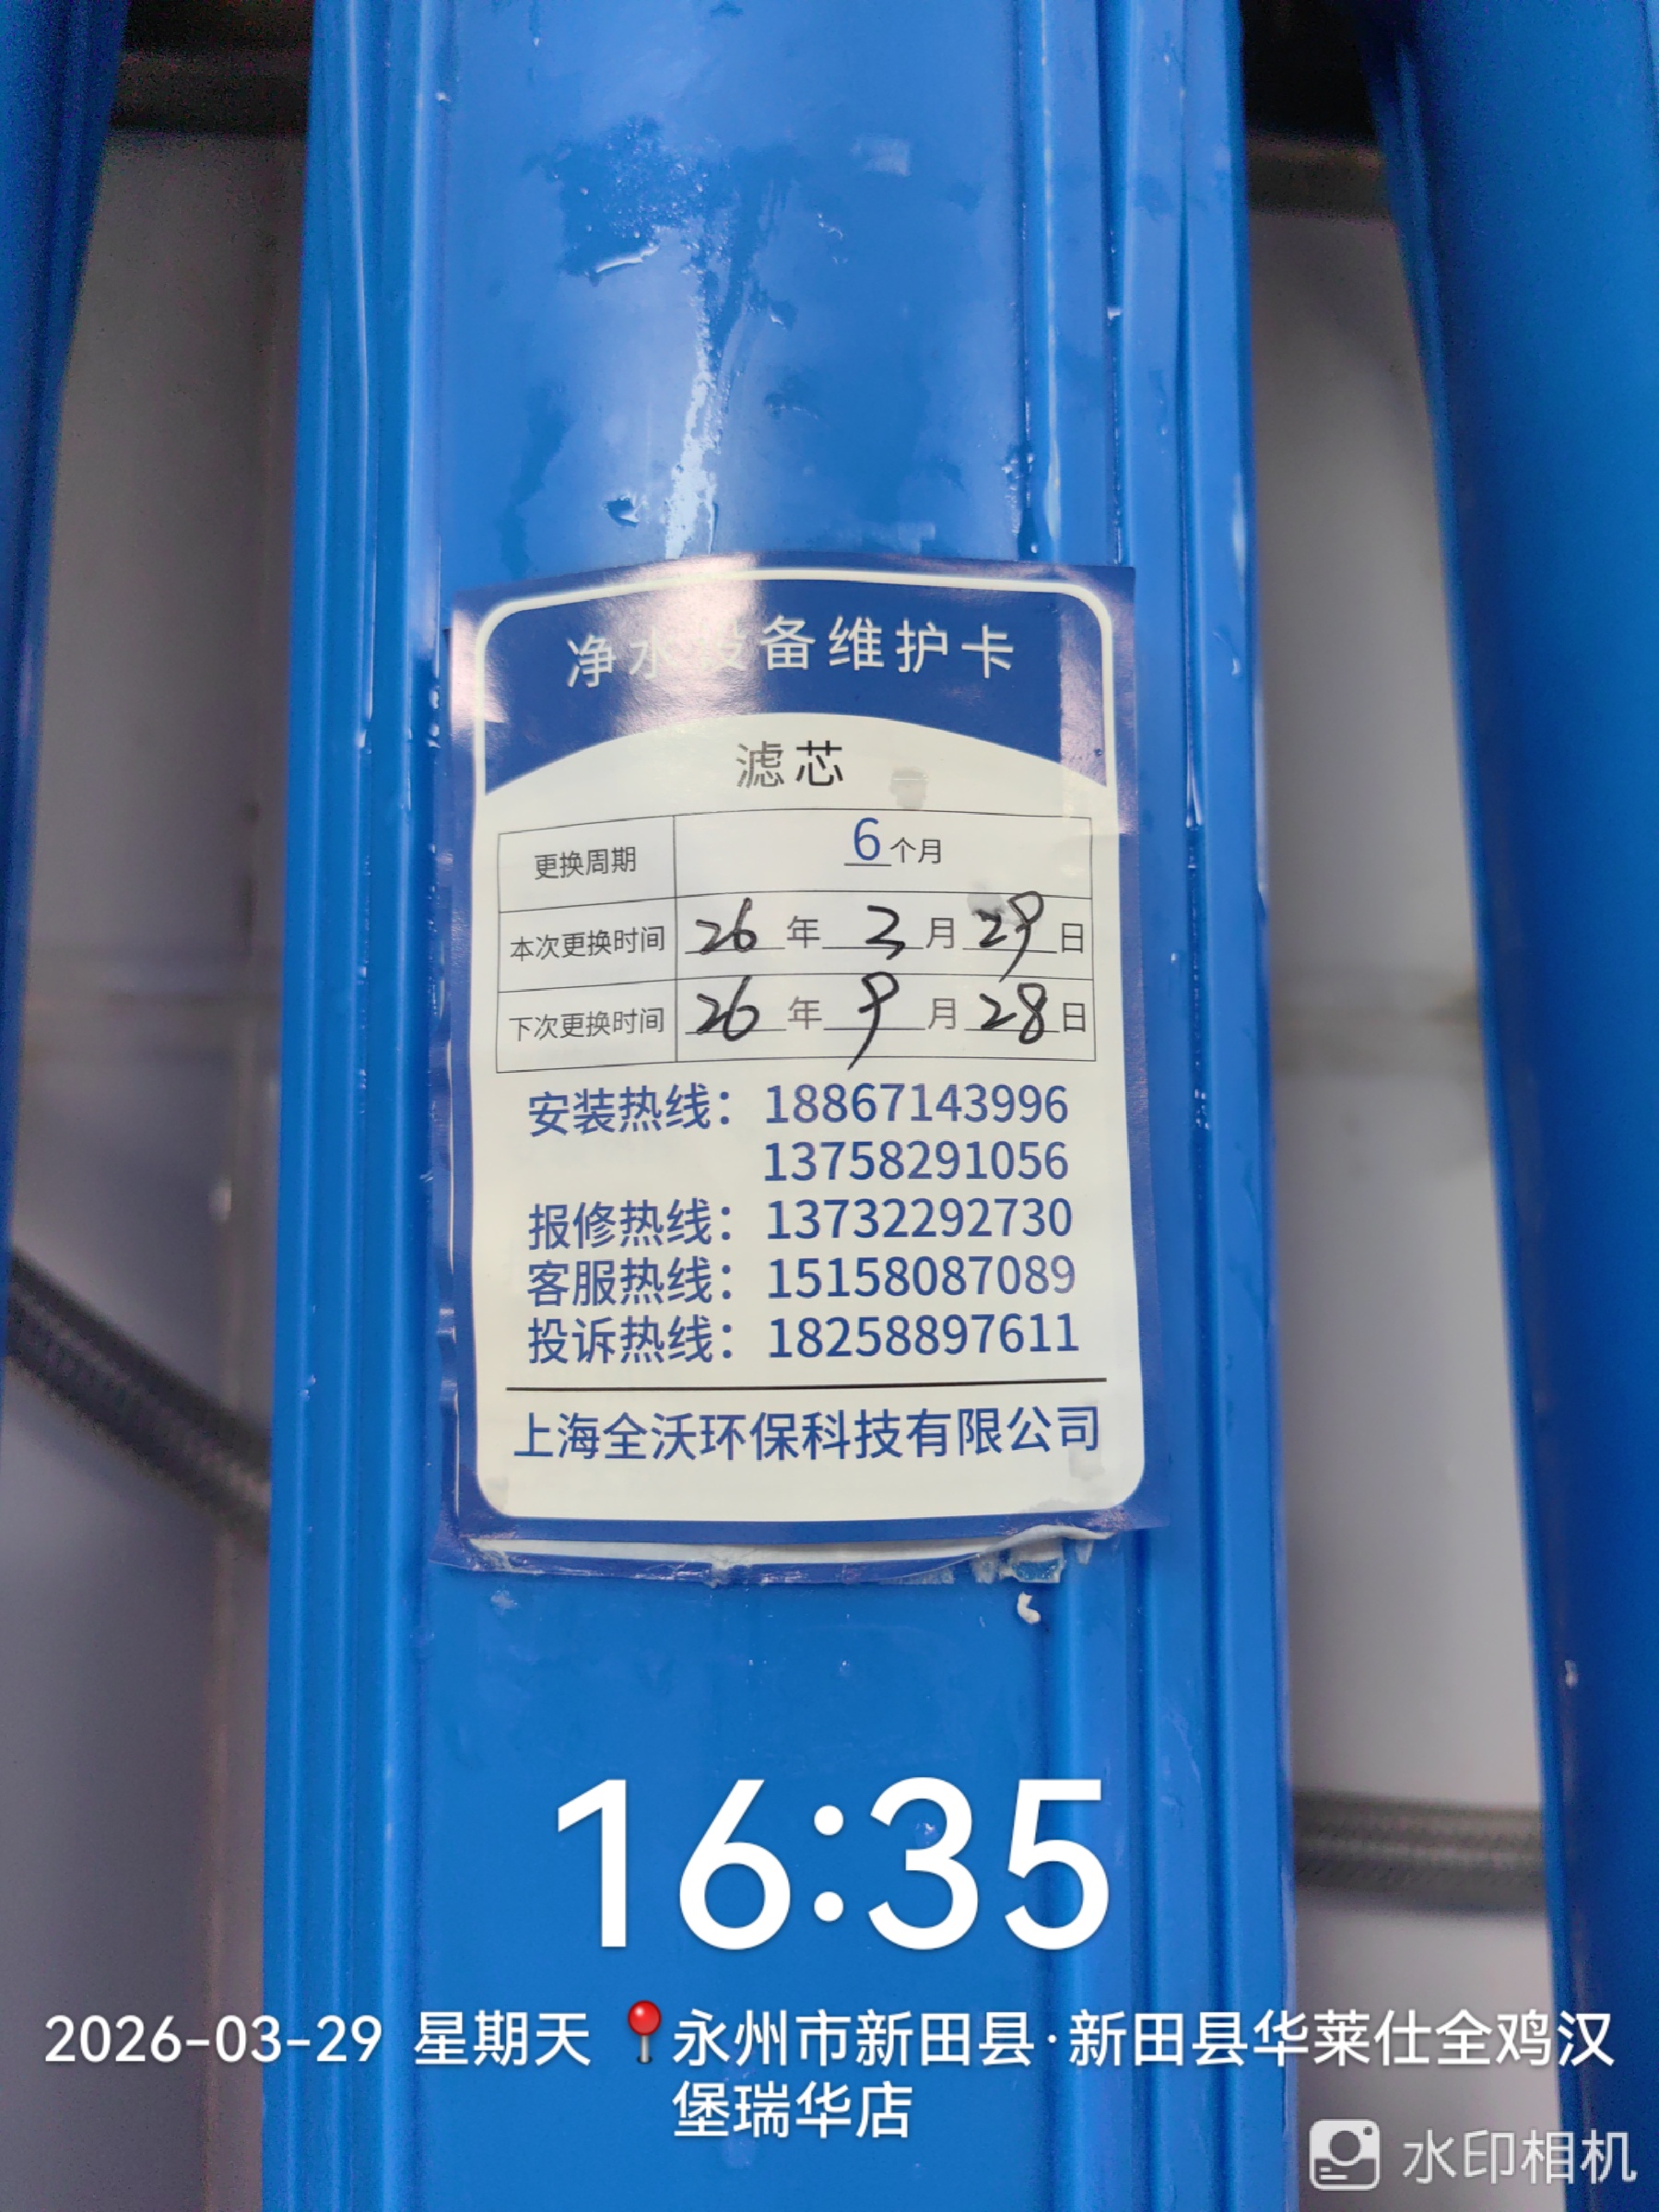 净水设备维护卡
滤芯
更换周期 6个月
本次更换时间 26年3月29日
下次更换时间 26年9月28日
安装热线：18867143996
13758291056
报修热线：13732292730
客服热线：15158087089
投诉热线：18258897611
上海全沃环保科技有限公司
16:35
2026-03-29 星期天 📍永州市新田县·新田县华莱仕全鸡汉
堡瑞华店
水印相机